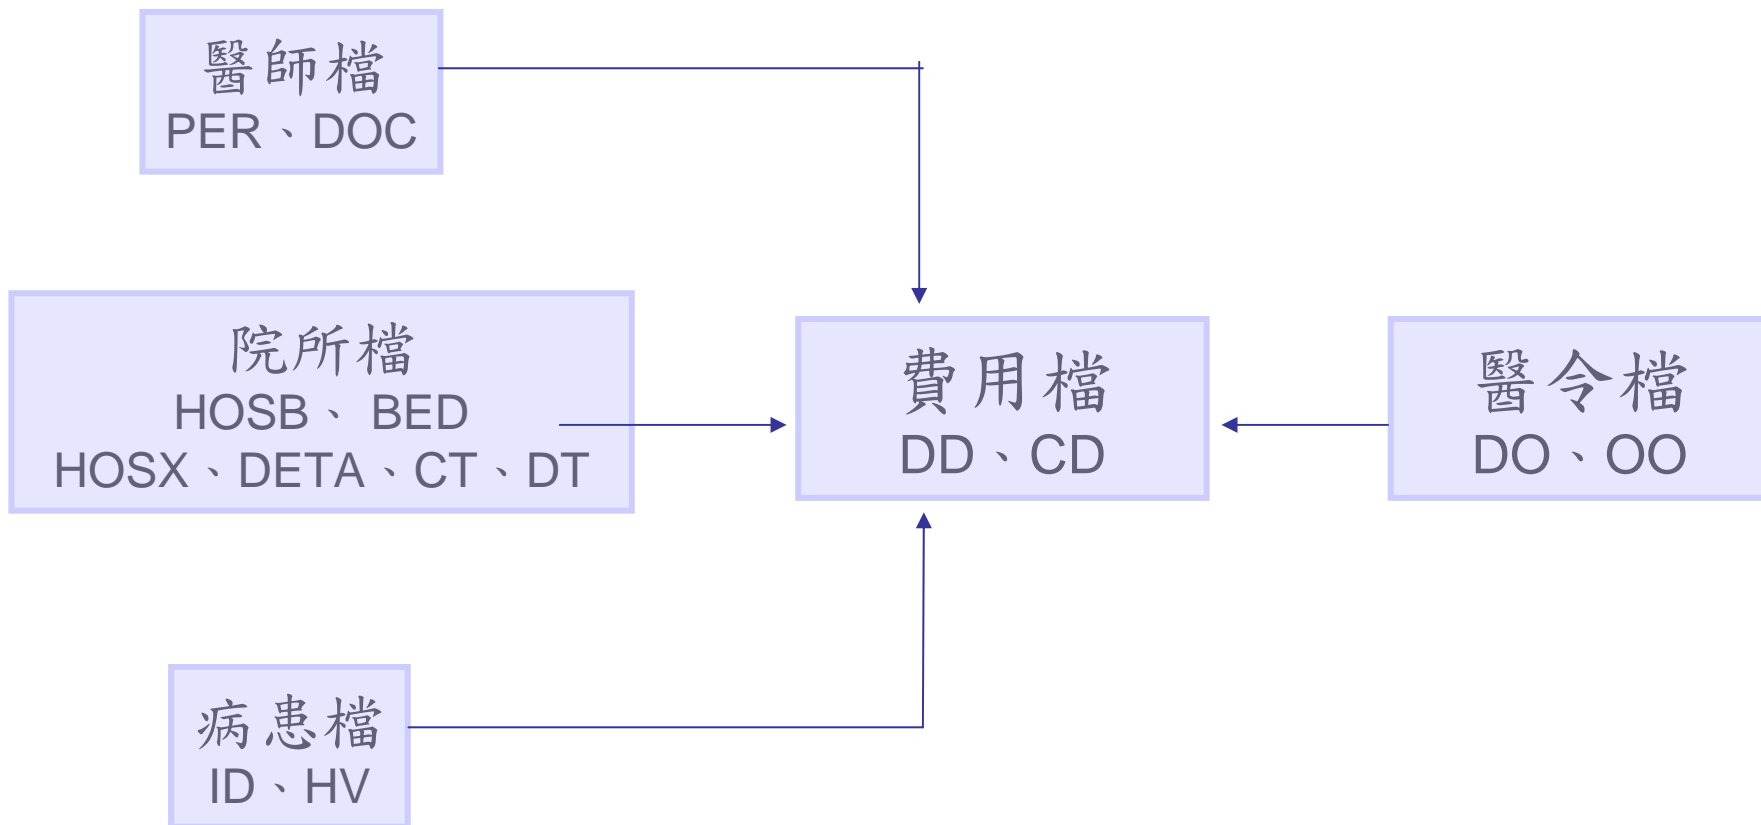 醫師檔
PER、DOC
院所檔
HOSB、 BED
HOSX、DETA、CT、DT
費用檔
DD、CD
醫令檔
DO、OO
病患檔
ID、HV